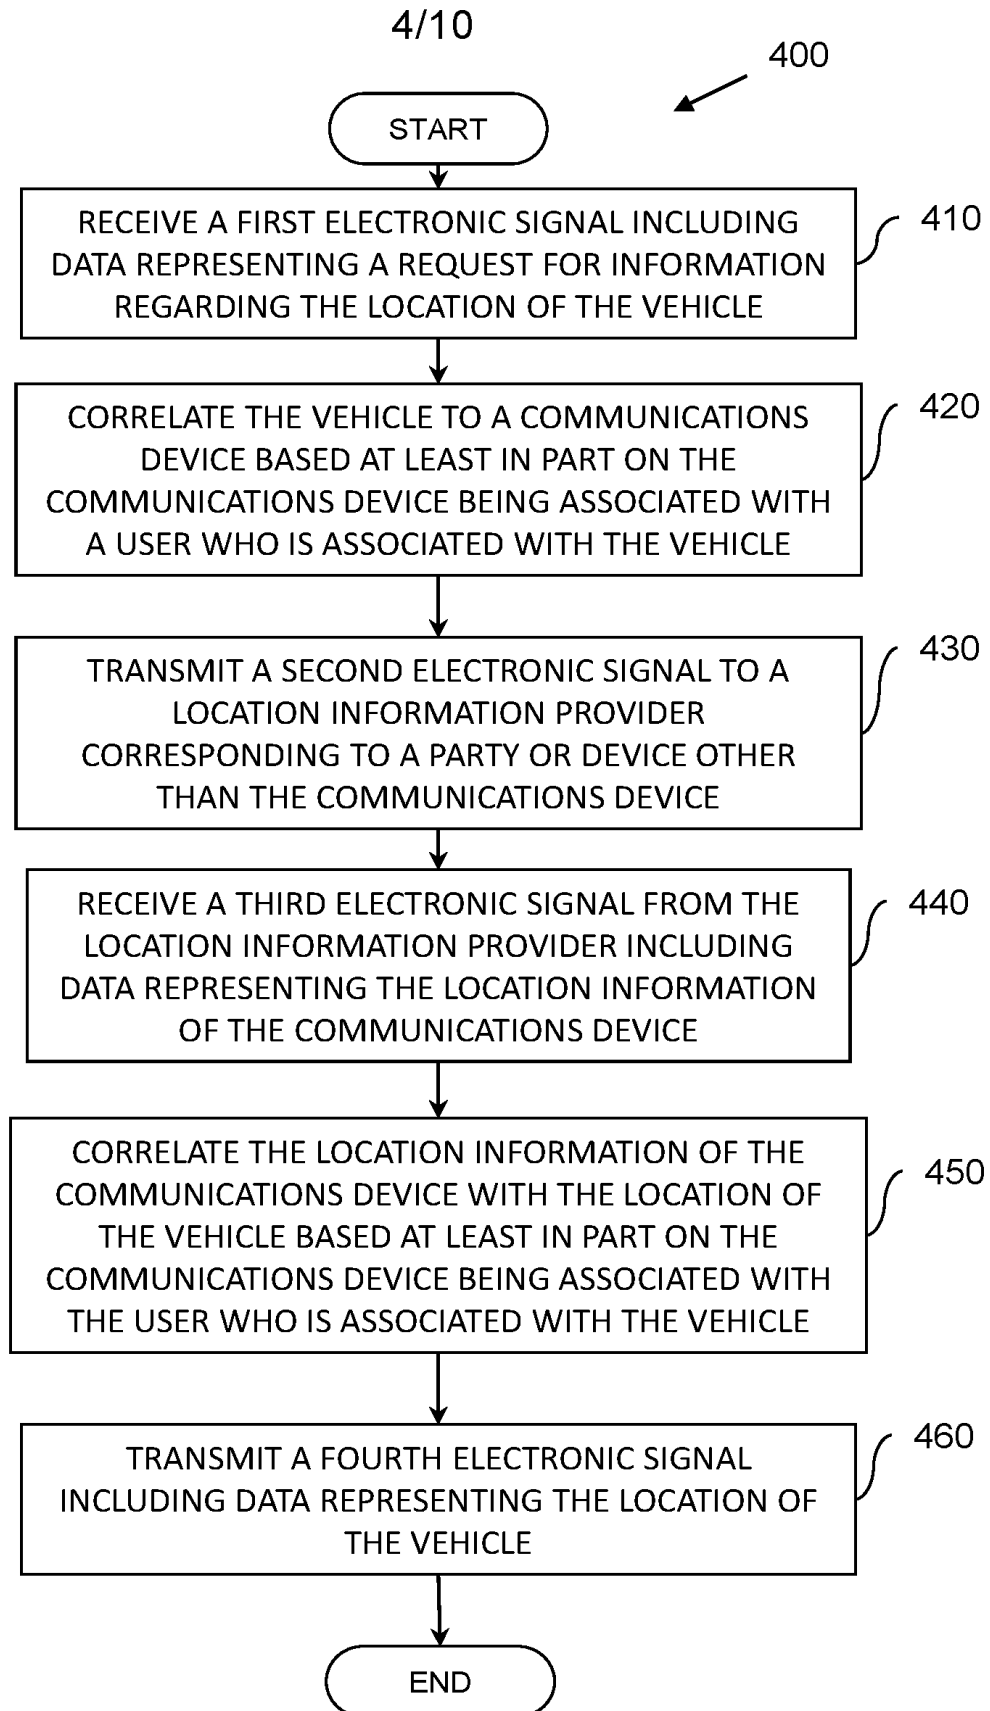 4/10
400
START
RECEIVE A FIRST ELECTRONIC SIGNAL INCLUDING
DATA REPRESENTING A REQUEST FOR INFORMATION
REGARDING THE LOCATION OF THE VEHICLE
410
CORRELATE THE VEHICLE TO A COMMUNICATIONS
DEVICE BASED AT LEAST IN PART ON THE
COMMUNICATIONS DEVICE BEING ASSOCIATED WITH
A USER WHO IS ASSOCIATED WITH THE VEHICLE
420
TRANSMIT A SECOND ELECTRONIC SIGNAL TO A
LOCATION INFORMATION PROVIDER
CORRESPONDING TO A PARTY OR DEVICE OTHER
THAN THE COMMUNICATIONS DEVICE
430
RECEIVE A THIRD ELECTRONIC SIGNAL FROM THE
LOCATION INFORMATION PROVIDER INCLUDING
DATA REPRESENTING THE LOCATION INFORMATION
OF THE COMMUNICATIONS DEVICE
440
CORRELATE THE LOCATION INFORMATION OF THE
COMMUNICATIONS DEVICE WITH THE LOCATION OF
THE VEHICLE BASED AT LEAST IN PART ON THE
COMMUNICATIONS DEVICE BEING ASSOCIATED WITH
THE USER WHO IS ASSOCIATED WITH THE VEHICLE
450
TRANSMIT A FOURTH ELECTRONIC SIGNAL
INCLUDING DATA REPRESENTING THE LOCATION OF
THE VEHICLE
460
END